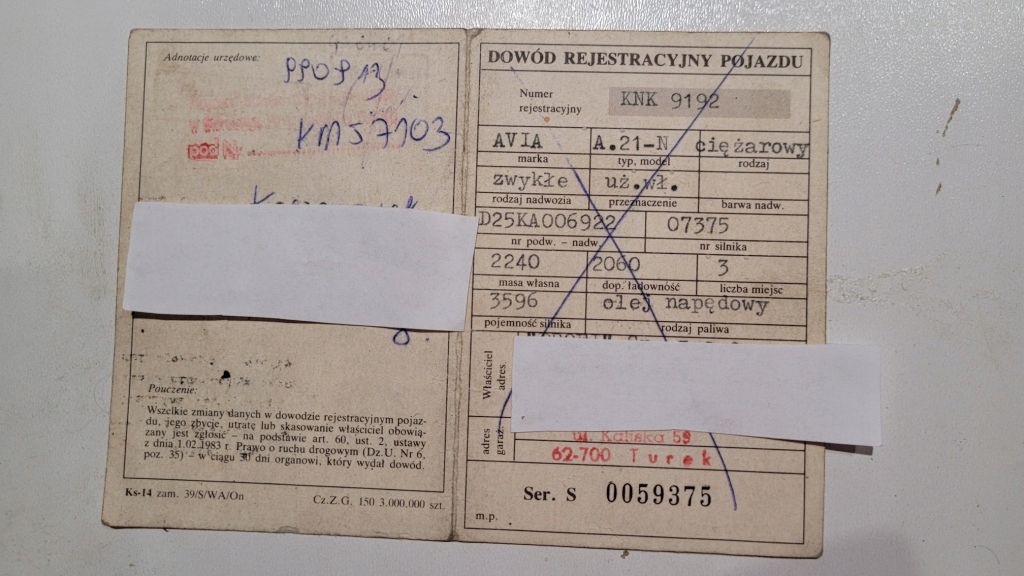 Adnotacje urzędowe:
PPOP 13
KMJ 7103
Pouczenie:
Wszelkie zmiany danych w dowodzie rejestracyjnym pojaz-
du, jego zbycie, utratę lub skasowanie właściciel obowią-
zany jest zgłosić – na podstawie art. 60, ust. 2, ustawy
z dnia 1.02.1983 r. Prawo o ruchu drogowym (Dz.U. Nr 6,
poz. 35) – w ciągu 30 dni organowi, który wydał dowód.
Ks-14 zam. 39/S/WA/On Cz.Z.G. 150 3.000.000 szt.
DOWÓD REJESTRACYJNY POJAZDU
Numer
rejestracyjny KNK 9192
AVIA A.21-N ciężarowy
marka typ, model rodzaj
zwykłe uż.wł.
rodzaj nadwozia przeznaczenie barwa nadw.
D25KA006922 07375
nr podw. – nadw. nr silnika
2240 2060 3
masa własna dop. ładowność liczba miejsc
3596 olej napędowy
pojemność silnika rodzaj paliwa
Właściciel
adres
adres
garaż.
ul. Kaliska 59
62-700 Turek
Ser. S 0059375
m.p.